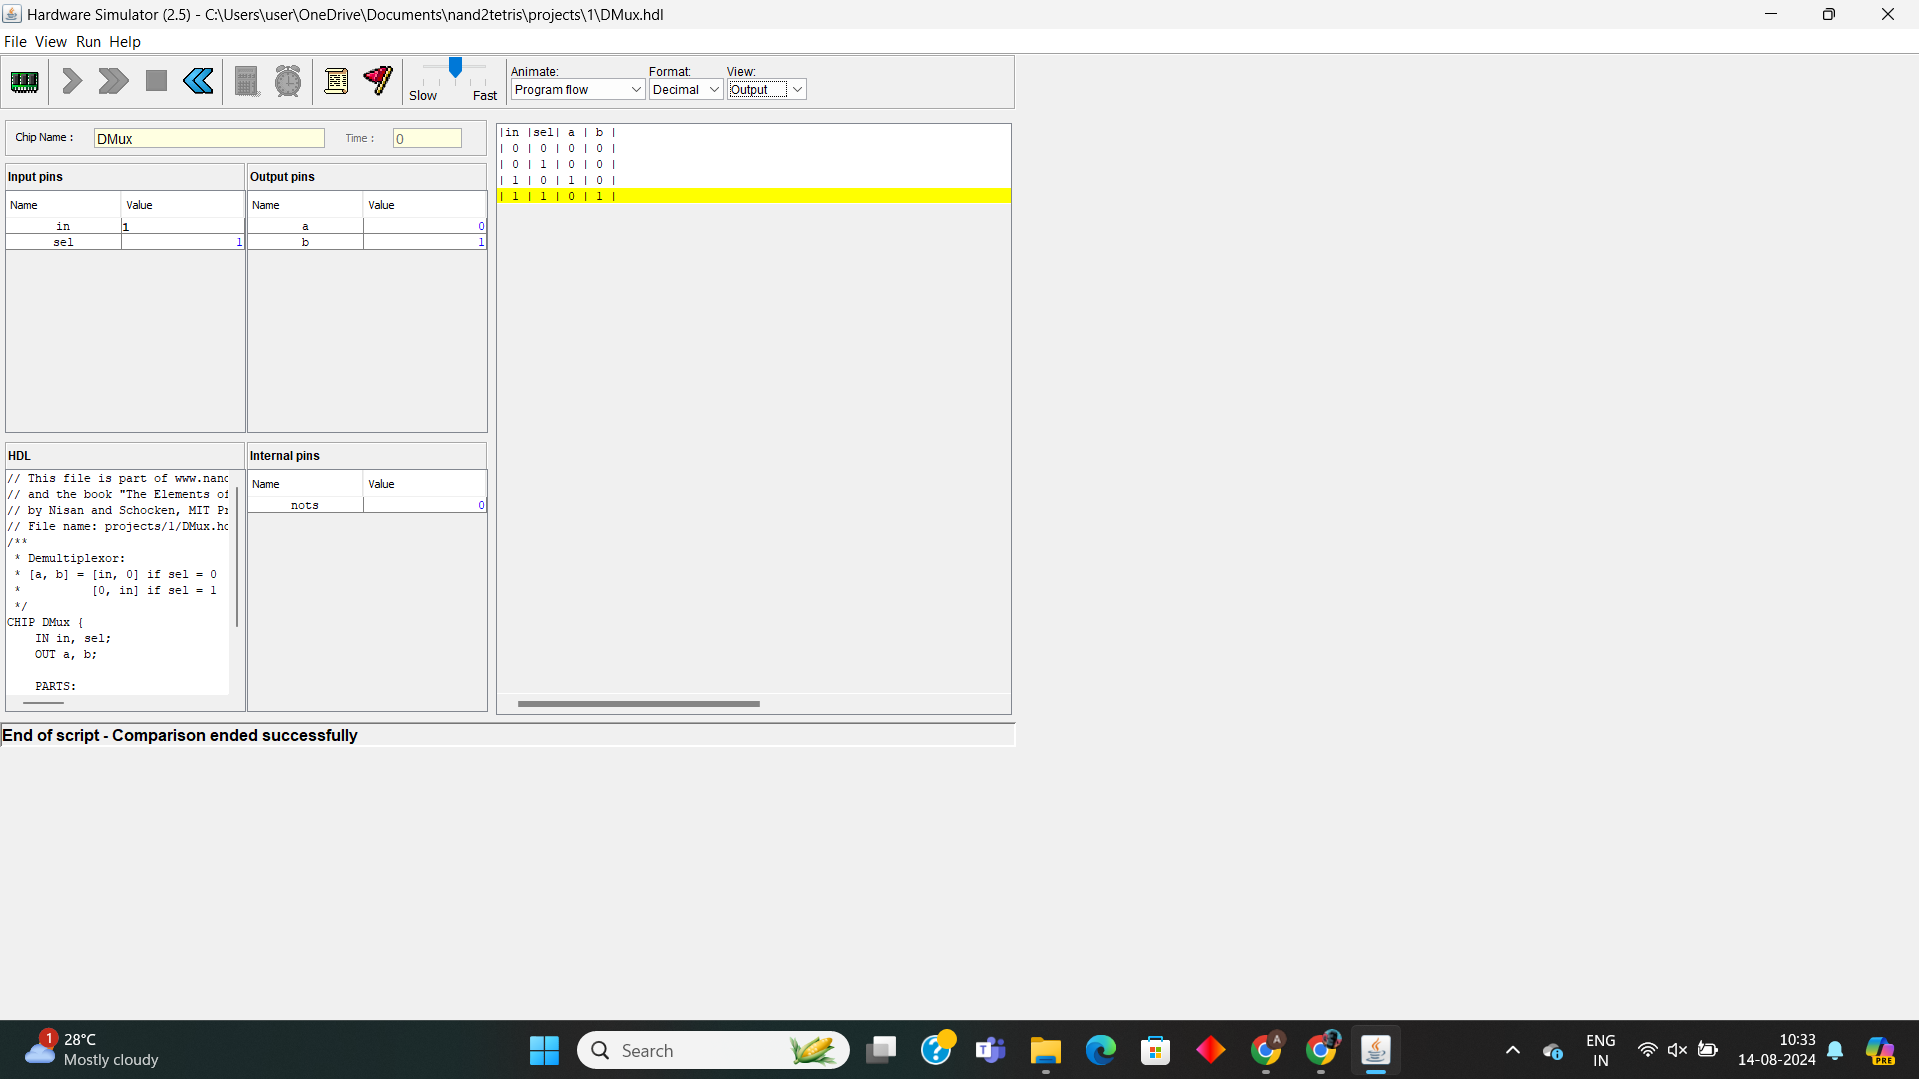 Hardware Simulator (2.5) - C:\Users\user\OneDrive\Documents\nand2tetris\projects\1\DMux.hdl
File View Run Help
Slow Fast
Animate: Format: View:
Program flow Decimal Output
Chip Name : DMux Time : 0
Input pins
Name Value
in 1
sel 1
Output pins
Name Value
a 0
b 1
|in |sel| a | b |
| 0 | 0 | 0 | 0 |
| 0 | 1 | 0 | 0 |
| 1 | 0 | 1 | 0 |
| 1 | 1 | 0 | 1 |
HDL
// This file is part of www.nand
// and the book "The Elements of
// by Nisan and Schocken, MIT Pr
// File name: projects/1/DMux.hd
/**
* Demultiplexor:
* [a, b] = [in, 0] if sel = 0
* [0, in] if sel = 1
*/
CHIP DMux {
IN in, sel;
OUT a, b;
PARTS:
Internal pins
Name Value
nots 0
End of script - Comparison ended successfully
1
28°C
Mostly cloudy
Search
A
ENG
IN
10:33
14-08-2024
PRE